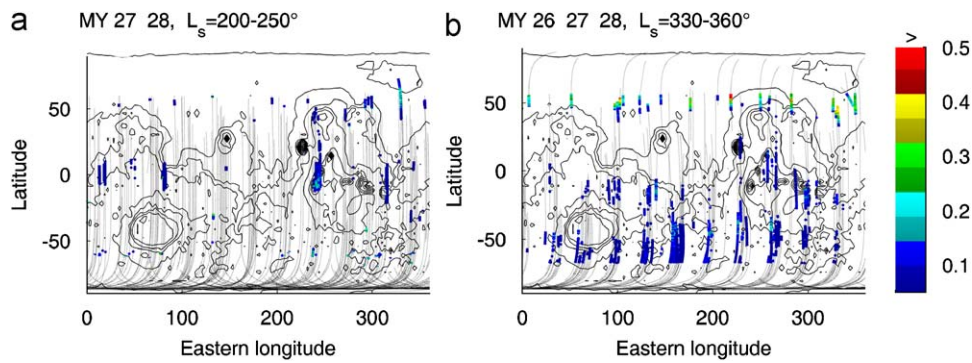 a MY 27 28, Ls=200-250°
b MY 26 27 28, Ls=330-360°
Latitude
50
0
-50
0 100 200 300
Eastern longitude
Latitude
50
0
-50
0 100 200 300
Eastern longitude
>
0.5
0.4
0.3
0.2
0.1